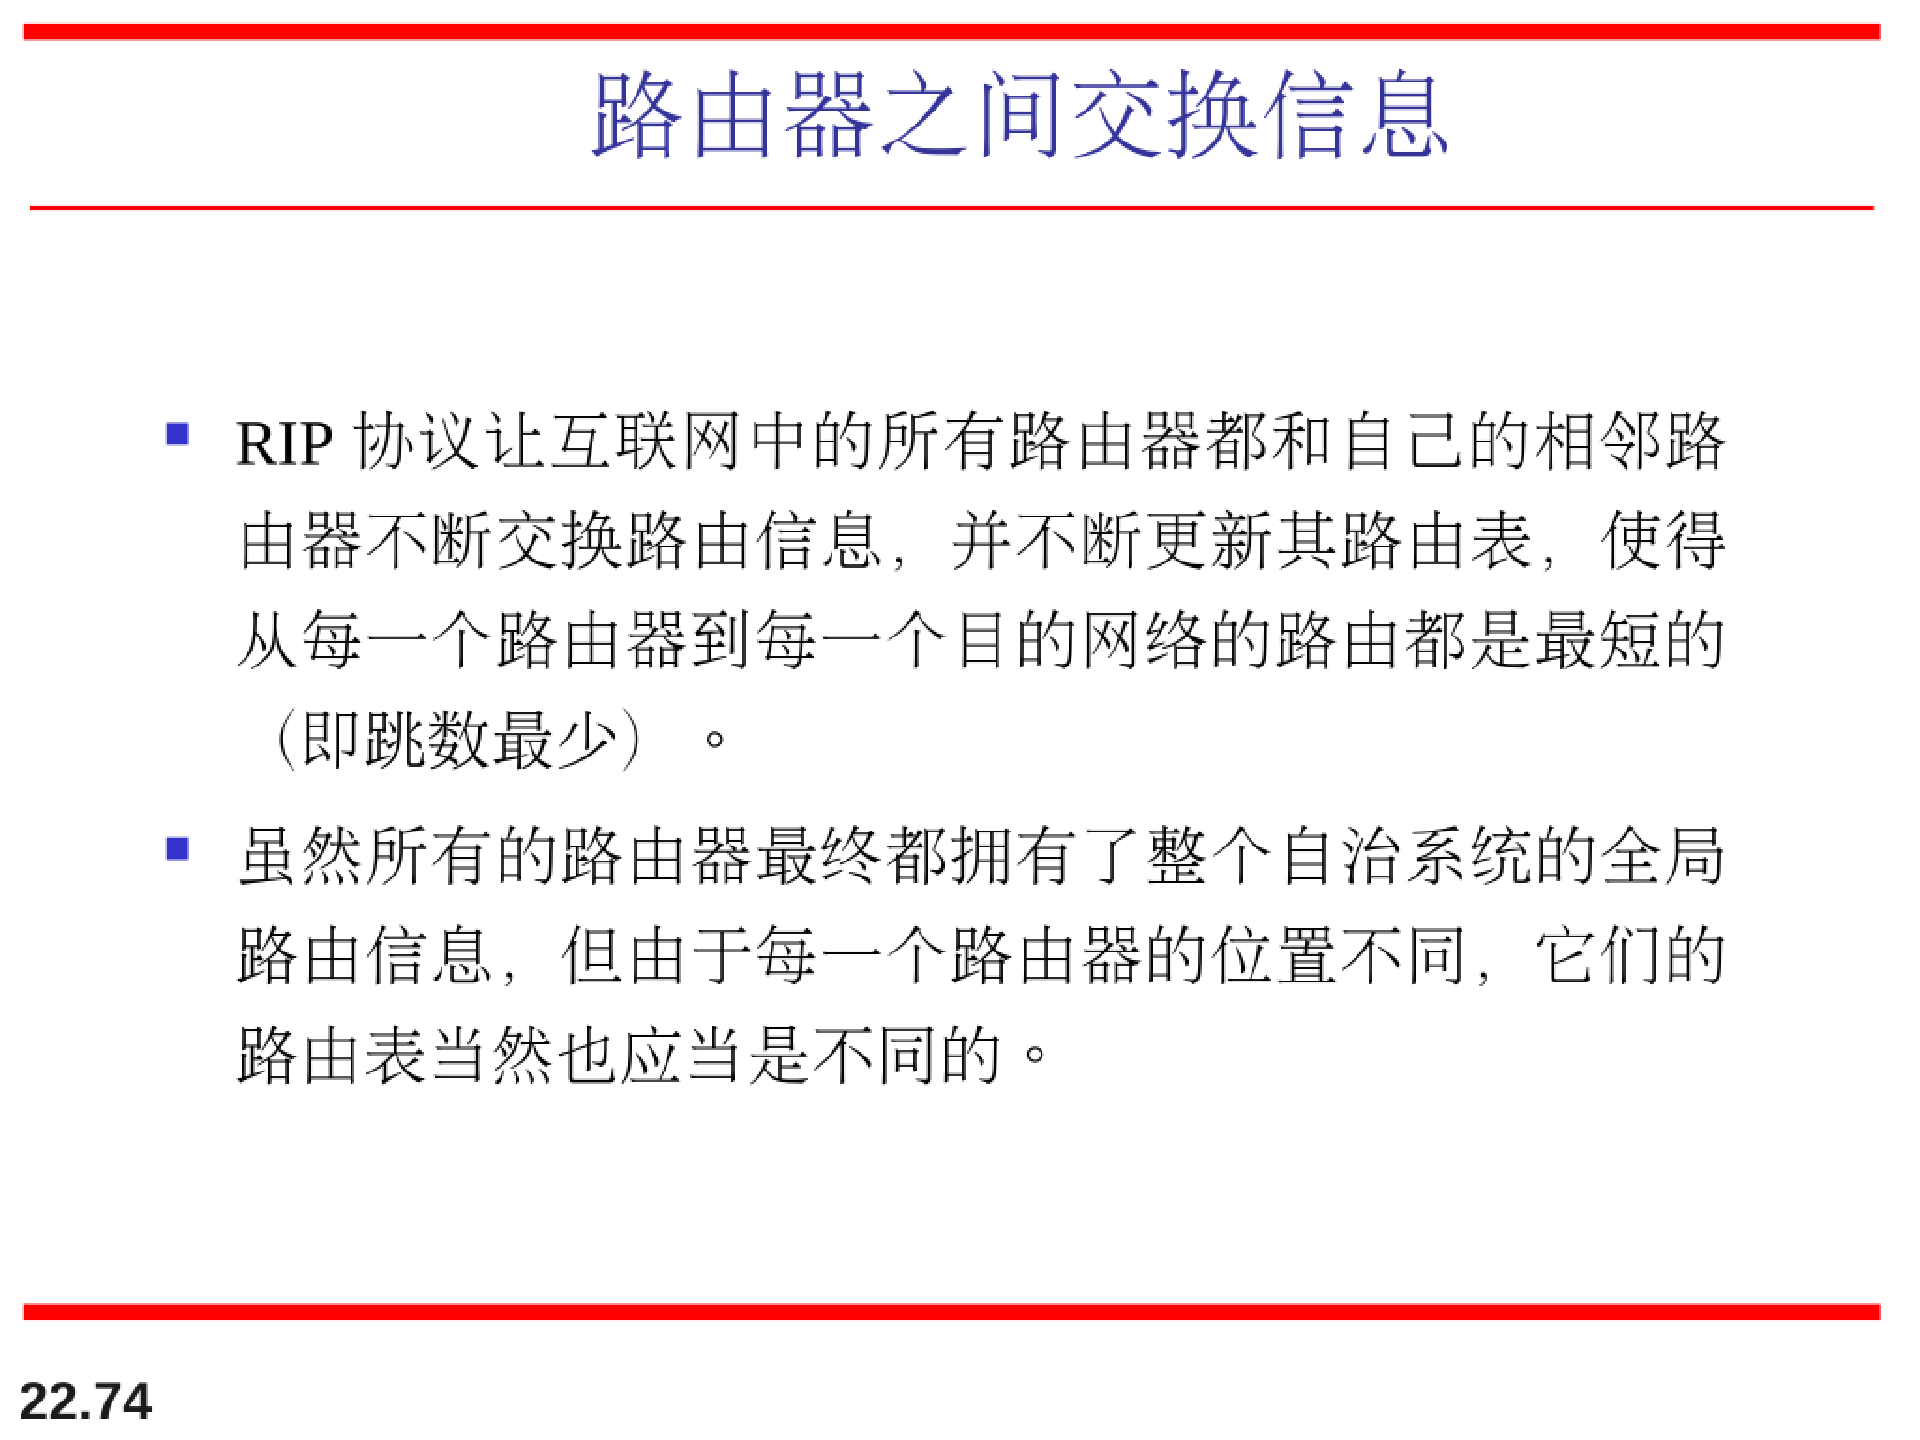 路由器之间交换信息
RIP 协议让互联网中的所有路由器都和自己的相邻路
由器不断交换路由信息，并不断更新其路由表，使得
从每一个路由器到每一个目的网络的路由都是最短的
（即跳数最少）。
虽然所有的路由器最终都拥有了整个自治系统的全局
路由信息，但由于每一个路由器的位置不同，它们的
路由表当然也应当是不同的。
22.74